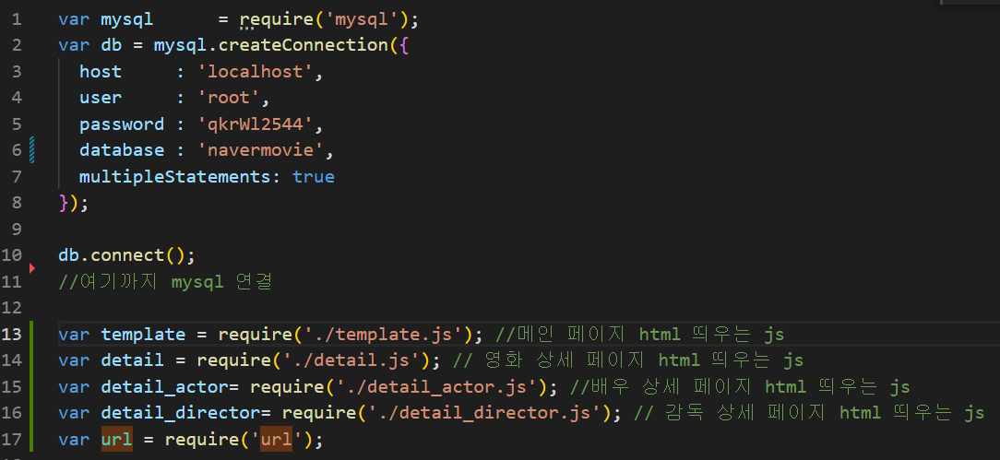 1 var mysql      = require('mysql');
2 var db = mysql.createConnection({
3   host     : 'localhost',
4   user     : 'root',
5   password : 'qkrWl2544',
6   database : 'navermovie',
7   multipleStatements: true
8 });
9
10 db.connect();
11 //여기까지 mysql 연결
12
13 var template = require('./template.js'); //메인 페이지 html 띄우는 js
14 var detail = require('./detail.js'); // 영화 상세 페이지 html 띄우는 js
15 var detail_actor= require('./detail_actor.js'); //배우 상세 페이지 html 띄우는 js
16 var detail_director= require('./detail_director.js'); // 감독 상세 페이지 html 띄우는 js
17 var url = require('url');